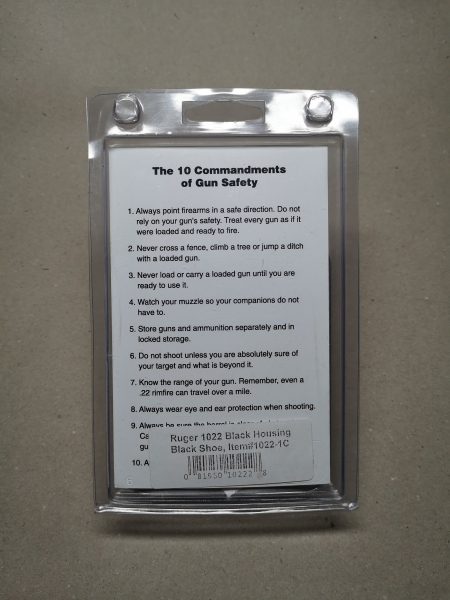 The 10 Commandments
of Gun Safety
1. Always point firearms in a safe direction. Do not
rely on your gun's safety. Treat every gun as if it
were loaded and ready to fire.
2. Never cross a fence, climb a tree or jump a ditch
with a loaded gun.
3. Never load or carry a loaded gun until you are
ready to use it.
4. Watch your muzzle so your companions do not
have to.
5. Store guns and ammunition separately and in
locked storage.
6. Do not shoot unless you are absolutely sure of
your target and what is beyond it.
7. Know the range of your gun. Remember, even a
.22 rimfire can travel over a mile.
8. Always wear eye and ear protection when shooting.
9. Always be sure the barrel is
Ca
gu
10. A
Ruger 1022 Black Housing
Black Shoe, Item#1022-1C
0 81550 10222 8